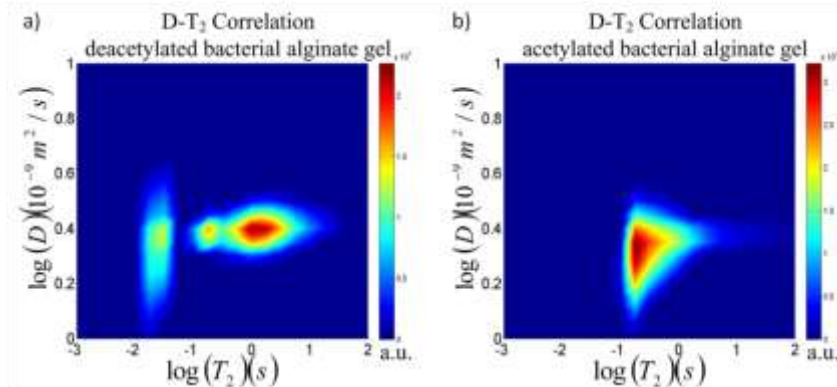 a)
D-T₂ Correlation
deacetylated bacterial alginate gel
1
0.8
0.6
0.4
0.2
0
log(D)(10⁻⁹ m² / s)
-3
-2
-1
0
1
2
log(T₂)(s)
a.u.
b)
D-T₂ Correlation
acetylated bacterial alginate gel
1
0.8
0.6
0.4
0.2
0
log(D)(10⁻⁹ m² / s)
-3
-2
-1
0
1
2
log(T₂)(s)
a.u.